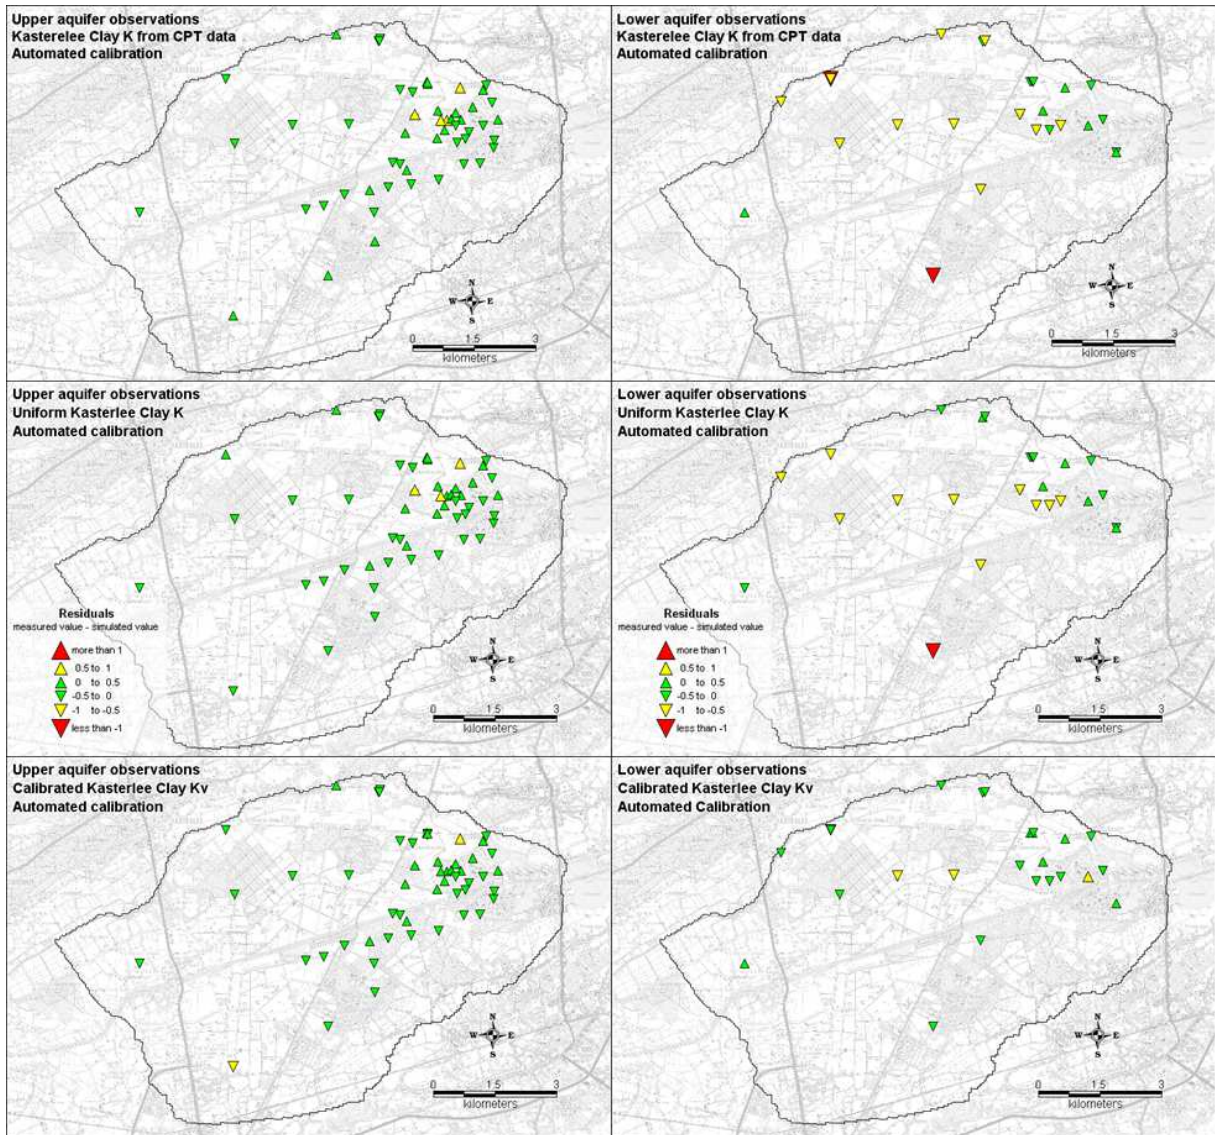 Upper aquifer observations
Kasterelee Clay K from CPT data
Automated calibration
N
W E
S
0 1.5 3
kilometers
Lower aquifer observations
Kasterelee Clay K from CPT data
Automated calibration
N
W E
S
0 1.5 3
kilometers
Upper aquifer observations
Uniform Kasterlee Clay K
Automated calibration
Residuals
measured value - simulated value
more than 1
0.5 to 1
0 to 0.5
-0.5 to 0
-1 to -0.5
less than -1
N
W E
S
0 1.5 3
kilometers
Lower aquifer observations
Uniform Kasterlee Clay K
Automated calibration
Residuals
measured value - simulated value
more than 1
0.5 to 1
0 to 0.5
-0.5 to 0
-1 to -0.5
less than -1
N
W E
S
0 1.5 3
kilometers
Upper aquifer observations
Calibrated Kasterlee Clay Kv
Automated calibration
N
W E
S
0 1.5 3
kilometers
Lower aquifer observations
Calibrated Kasterlee Clay Kv
Automated Calibration
N
W E
S
0 1.5 3
kilometers